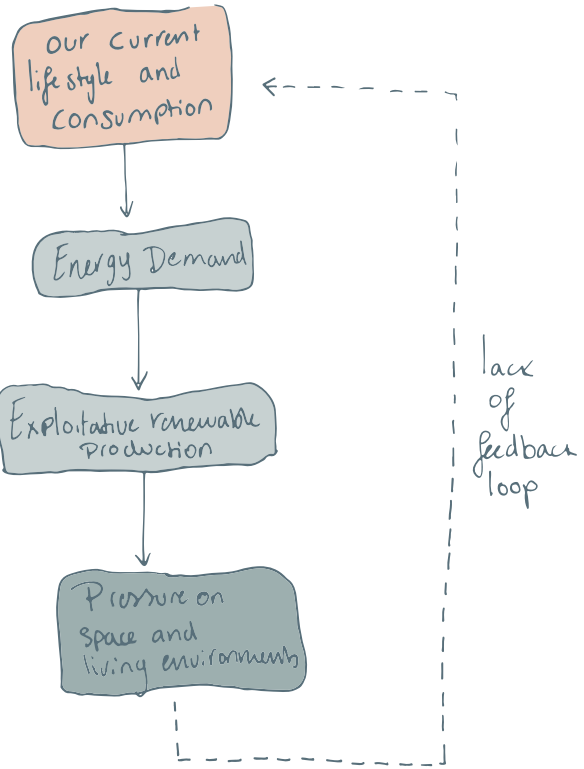 Our current
lifestyle and
consumption
Energy Demand
Exploitative renewable
production
Pressure on
space and
living environments
lack
of
feedback
loop